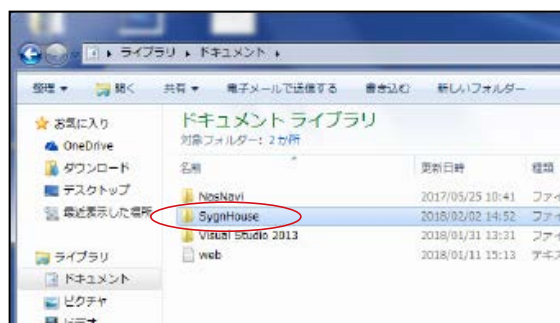 ライブラリ ▸ ドキュメント ▸
整理 ▼ 開く 共有 ▼ 電子メールで送信する 書き込む 新しいフォルダー
お気に入り
OneDrive
ダウンロード
デスクトップ
最近表示した場所
ライブラリ
ドキュメント
ピクチャ
ビデオ
ドキュメント ライブラリ
対象フォルダー: 2か所
名前 更新日時 種類
NosNavi 2017/05/25 10:41 ファイ
SygnHouse 2018/02/02 14:52 ファイ
Visual Studio 2013 2018/01/31 13:31 ファイ
web 2018/01/11 15:13 テキス